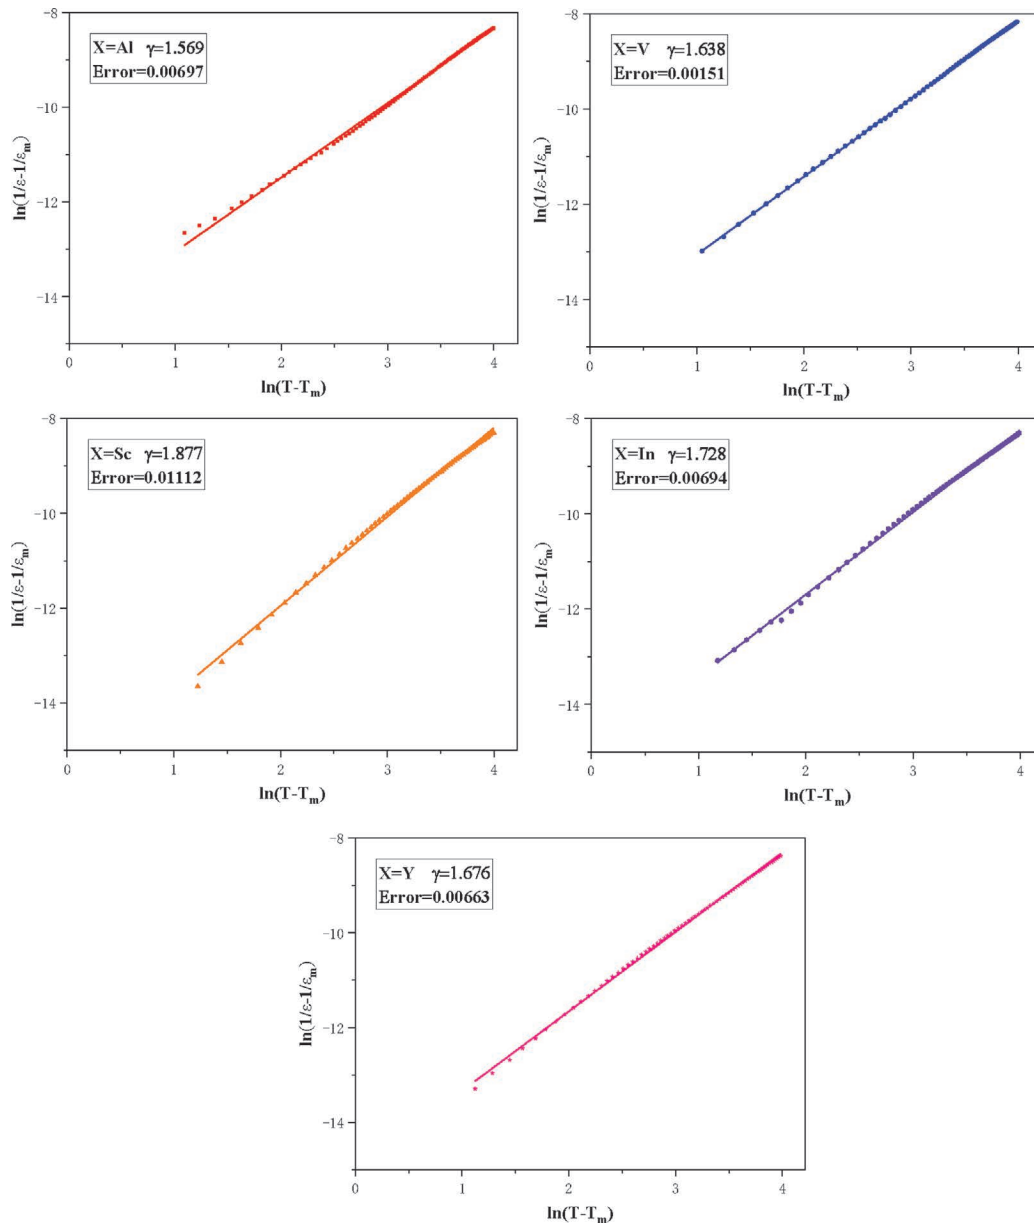 -8
-10
-12
-14
ln(1/ε-1/εm)
X=Al γ=1.569
Error=0.00697
0 1 2 3 4
ln(T-Tm)
-8
-10
-12
-14
ln(1/ε-1/εm)
X=V γ=1.638
Error=0.00151
0 1 2 3 4
ln(T-Tm)
-8
-10
-12
-14
ln(1/ε-1/εm)
X=Sc γ=1.877
Error=0.01112
0 1 2 3 4
ln(T-Tm)
-8
-10
-12
-14
ln(1/ε-1/εm)
X=In γ=1.728
Error=0.00694
0 1 2 3 4
ln(T-Tm)
-8
-10
-12
-14
ln(1/ε-1/εm)
X=Y γ=1.676
Error=0.00663
0 1 2 3 4
ln(T-Tm)